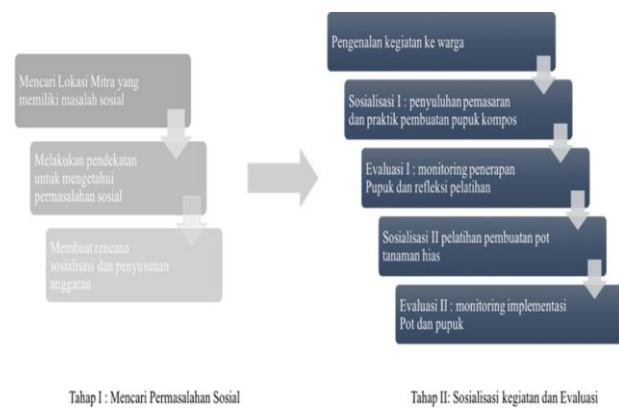 Mencari Lokasi Mitra yang
memiliki masalah sosial
Melakukan pendekatan
untuk mengetahui
permasalahan sosial
Membuat rencana
sosialisasi dan penyusunan
anggaran
Tahap I : Mencari Permasalahan Sosial
Pengenalan kegiatan ke warga
Sosialisasi I : penyuluhan pemasaran
dan praktik pembuatan pupuk kompos
Evaluasi I : monitoring penerapan
Pupuk dan refleksi pelatihan
Sosialisasi II pelatihan pembuatan pot
tanaman hias
Evaluasi II : monitoring implementasi
Pot dan pupuk
Tahap II: Sosialisasi kegiatan dan Evaluasi